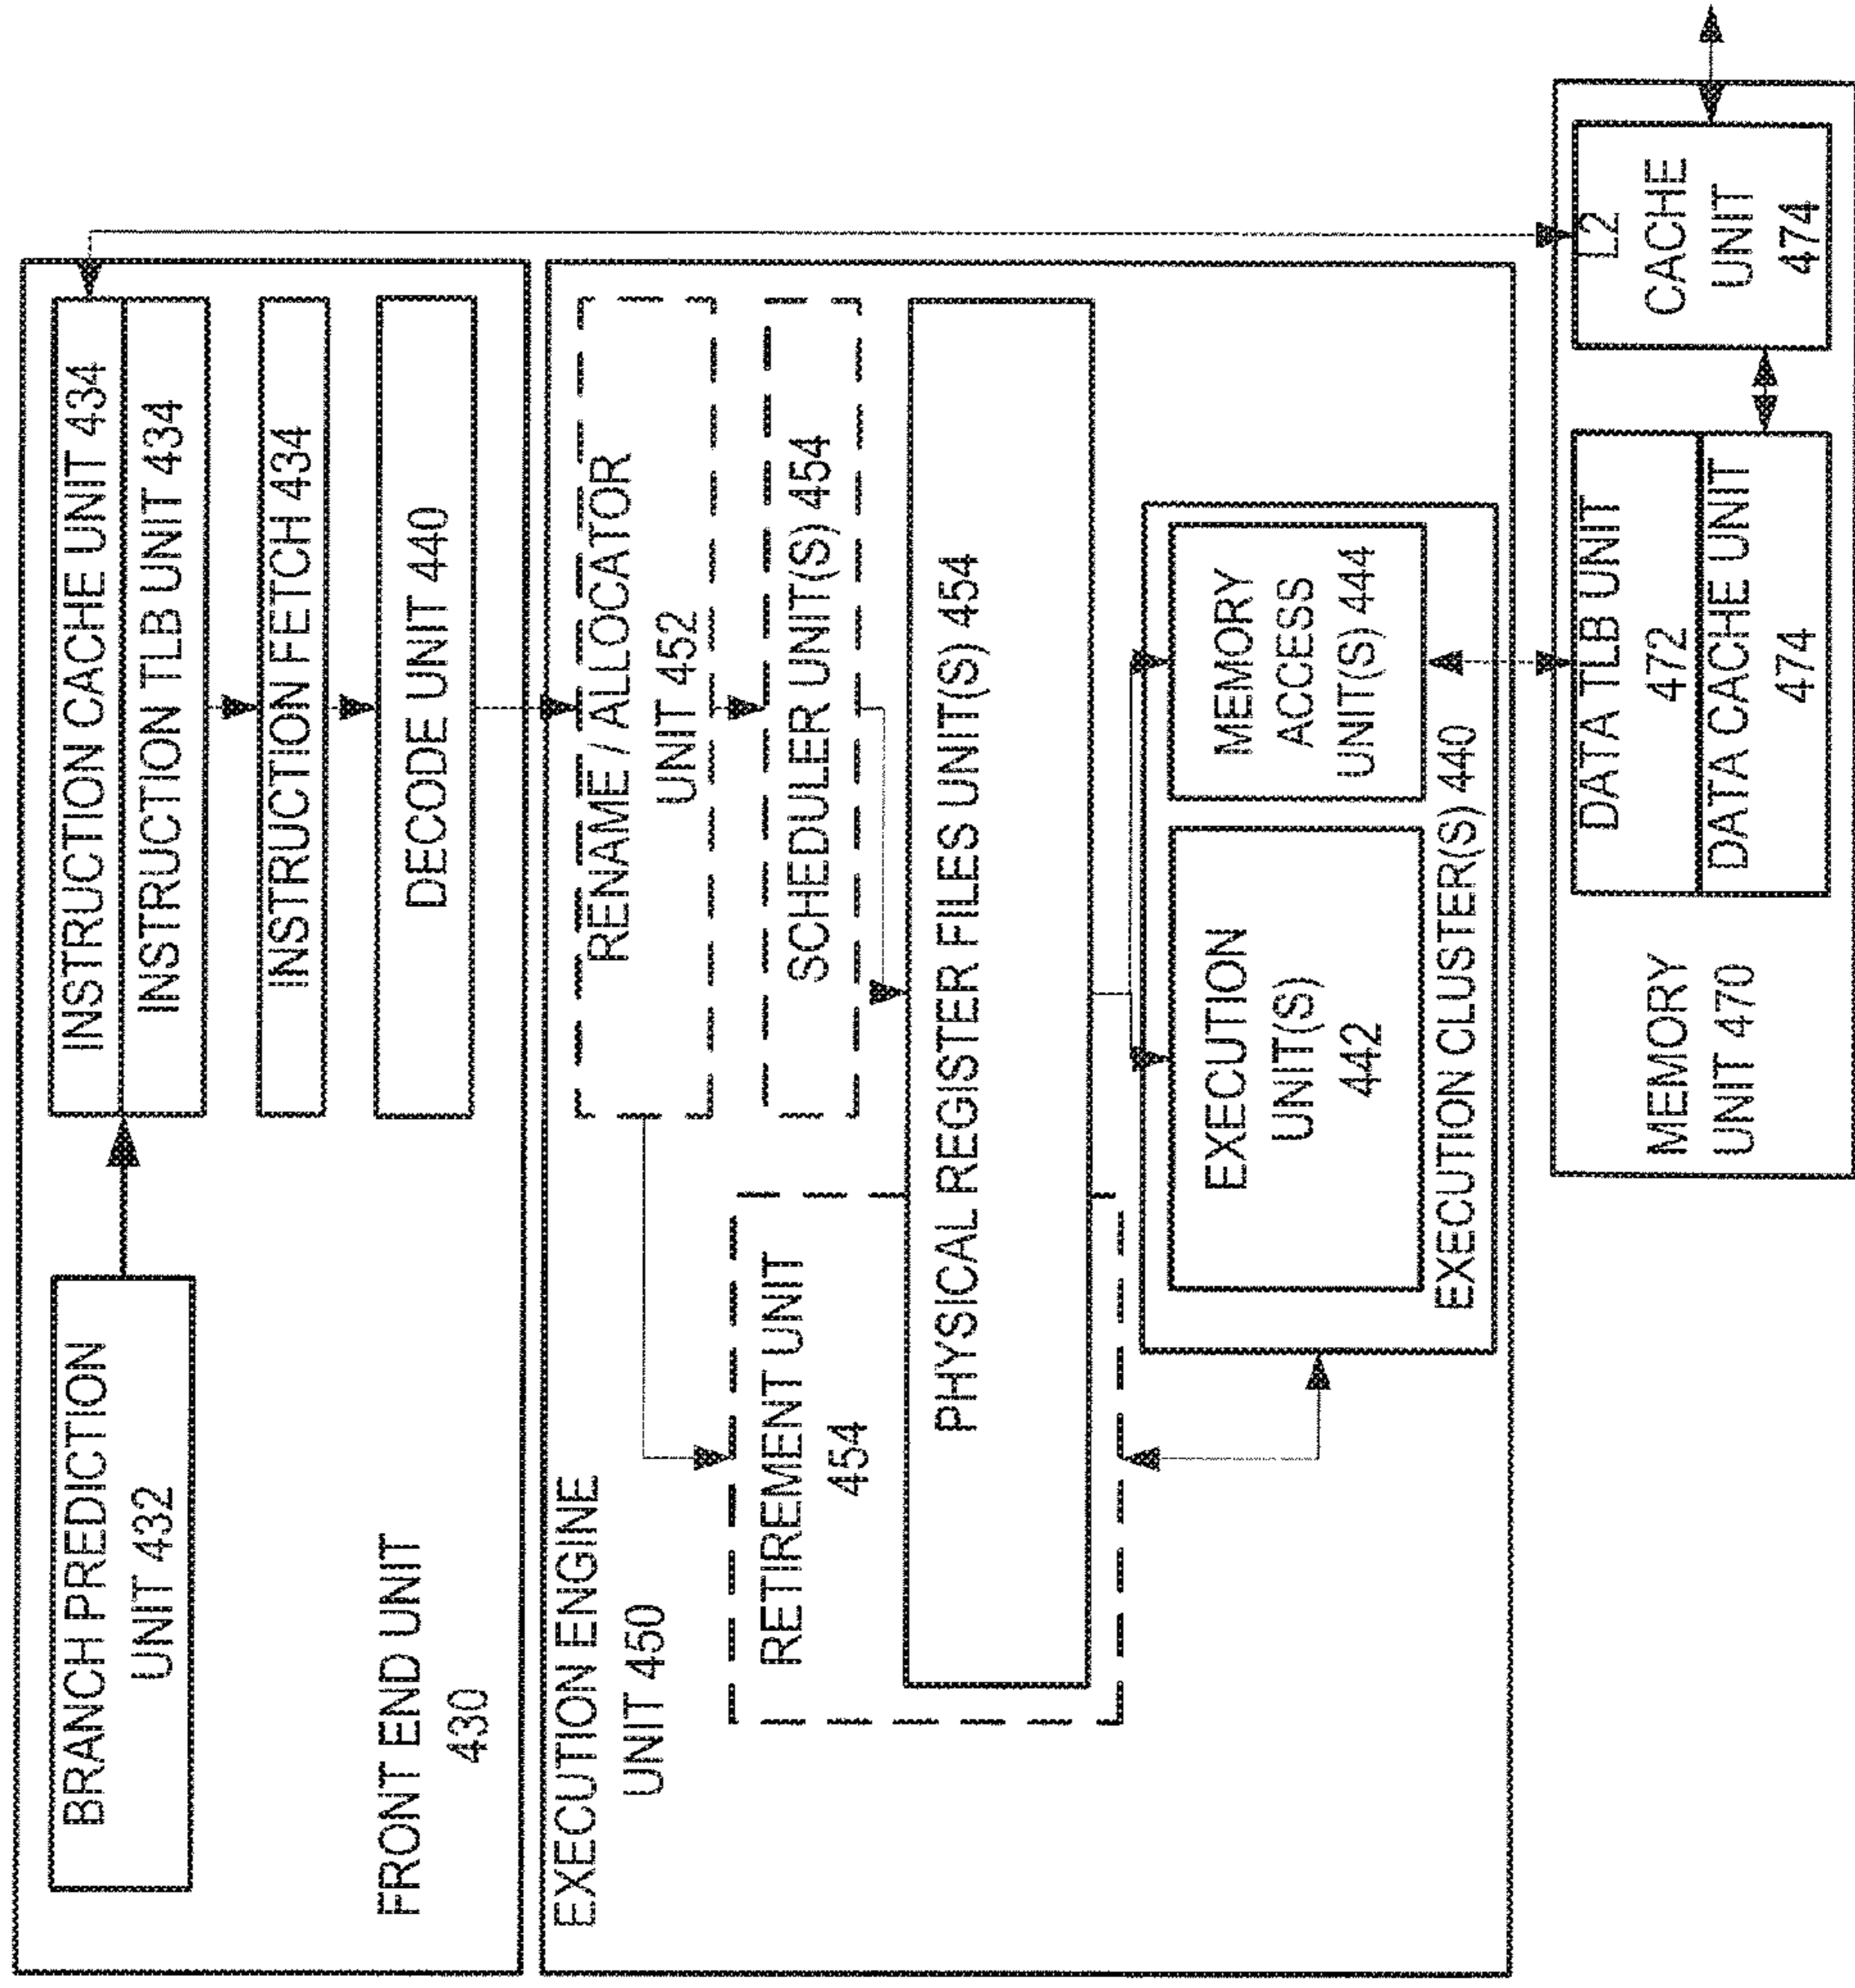 BRANCH PREDICTION
UNIT 432
INSTRUCTION CACHE UNIT 434
INSTRUCTION TLB UNIT 434
INSTRUCTION FETCH 434
DECODE UNIT 440
FRONT END UNIT
430
EXECUTION ENGINE
UNIT 450
RENAME / ALLOCATOR
UNIT 452
SCHEDULER UNIT(S) 454
RETIREMENT UNIT
454
PHYSICAL REGISTER FILES UNIT(S) 454
EXECUTION
UNIT(S)
442
MEMORY
ACCESS
UNIT(S) 444
EXECUTION CLUSTER(S) 440
MEMORY
UNIT 470
DATA TLB UNIT
472
DATA CACHE UNIT
474
L2
CACHE
UNIT
474